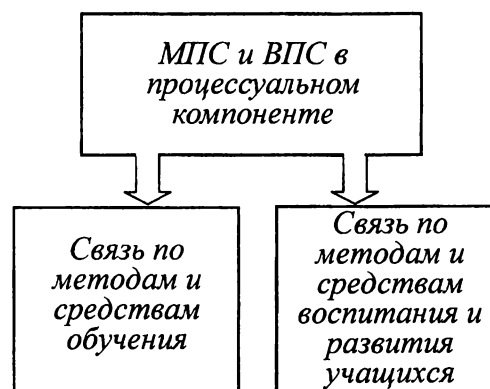 МПС и ВПС в
процессуальном
компоненте
Связь по
методам и
средствам
обучения
Связь по
методам и
средствам
воспитания и
развития
учащихся